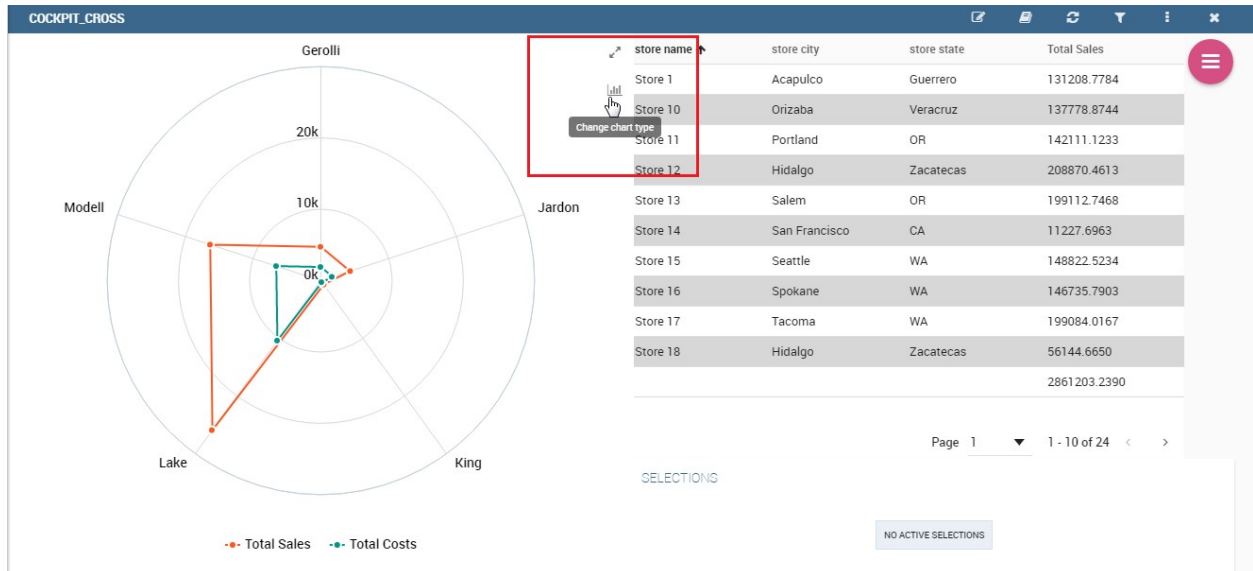 COCKPIT_CROSS
Gerolli
20k
10k
0k
Modell
Jardon
Lake
King
Total Sales Total Costs
Change chart type
store name store city store state Total Sales
Store 1 Acapulco Guerrero 131208.7784
Store 10 Orizaba Veracruz 137778.8744
Store 11 Portland OR 142111.1233
Store 12 Hidalgo Zacatecas 208870.4613
Store 13 Salem OR 199112.7468
Store 14 San Francisco CA 11227.6963
Store 15 Seattle WA 148822.5234
Store 16 Spokane WA 146735.7903
Store 17 Tacoma WA 199084.0167
Store 18 Hidalgo Zacatecas 56144.6650
2861203.2390
Page 1 1 - 10 of 24
SELECTIONS
NO ACTIVE SELECTIONS